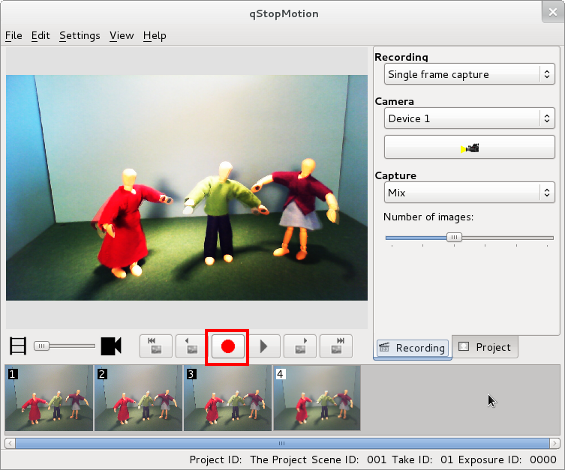 qStopMotion
File Edit Settings View Help
Recording
Single frame capture
Camera
Device 1
Capture
Mix
Number of images:
Recording
Project
1
2
3
4
Project ID: The Project Scene ID: 001 Take ID: 01 Exposure ID: 0000